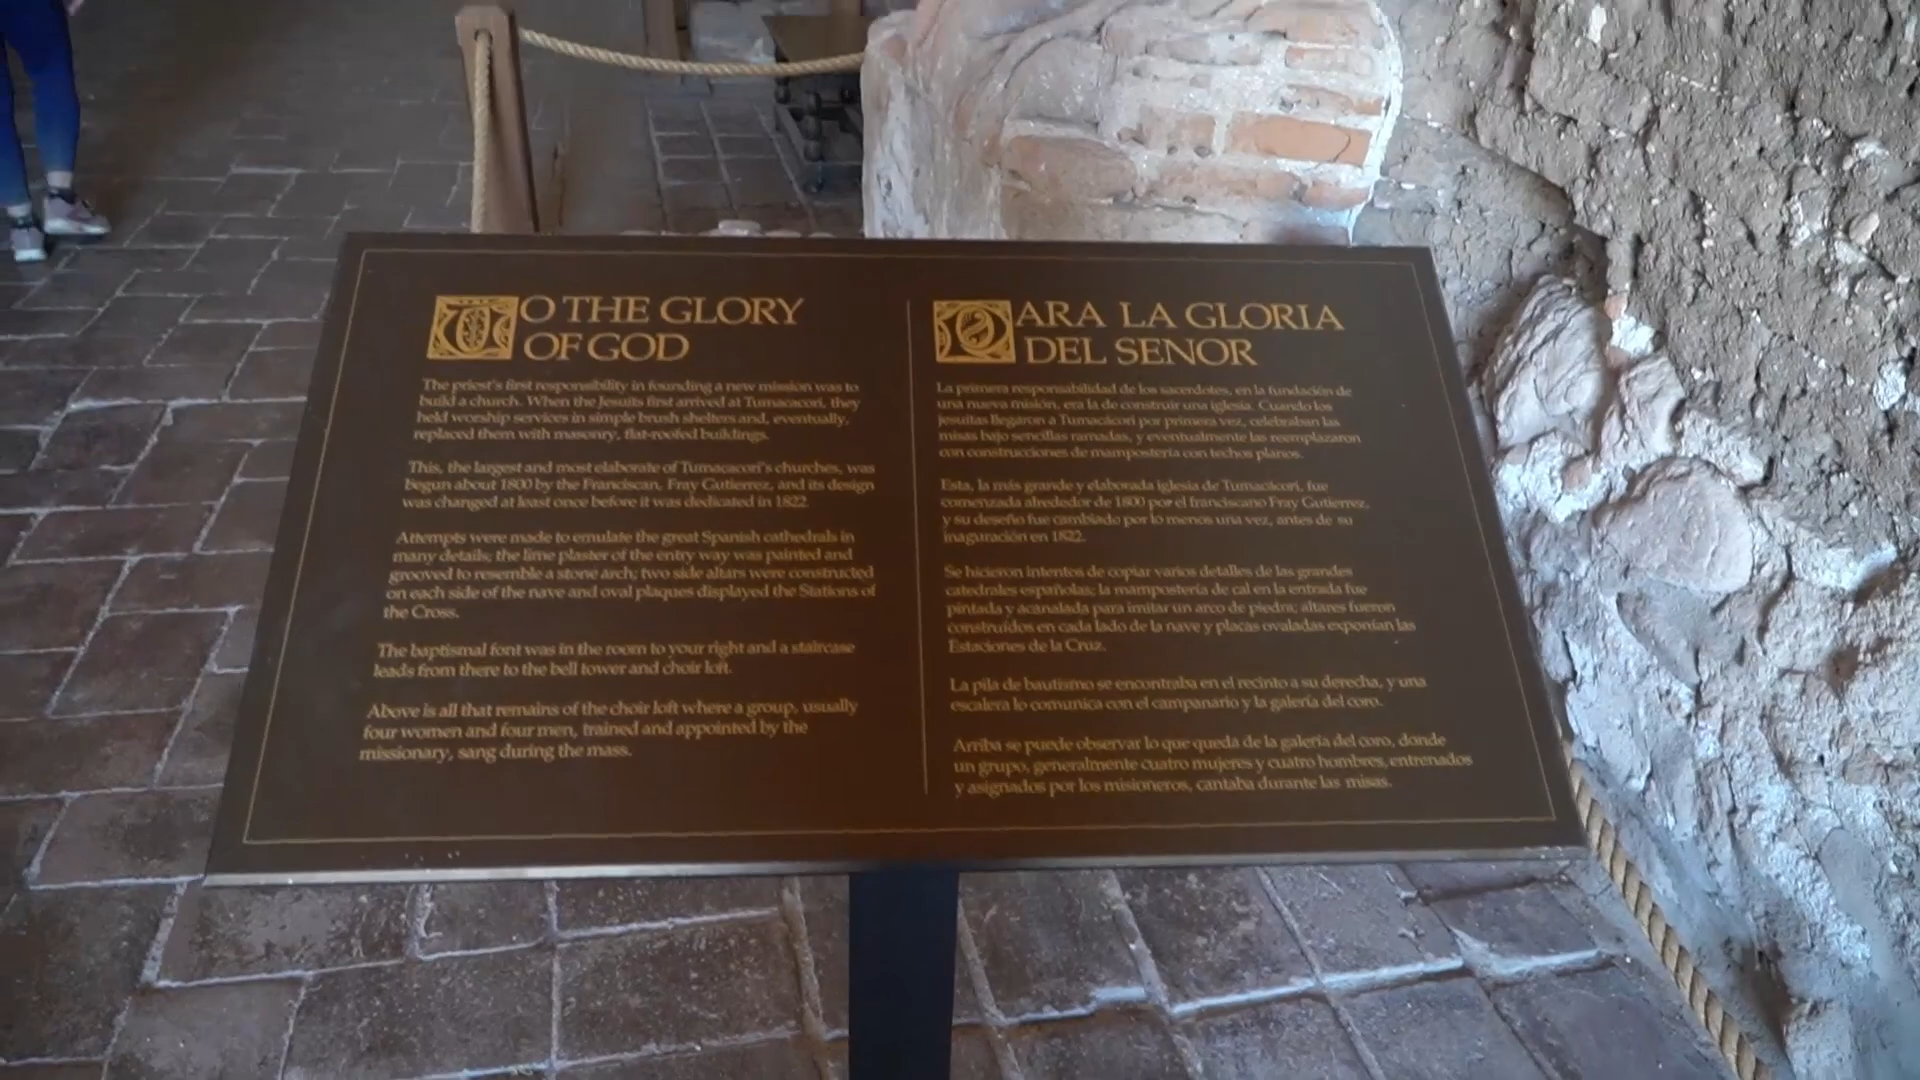 TO THE GLORY
OF GOD
The priest's first responsibility in founding a new mission was to
build a church. When the Jesuits first arrived at Tumacacori, they
held worship services in simple brush shelters and, eventually,
replaced them with masonry, flat-roofed buildings.
This, the largest and most elaborate of Tumacacori's churches, was
begun about 1800 by the Franciscan, Fray Gutierrez, and its design
was changed at least once before it was dedicated in 1822.
Attempts were made to emulate the great Spanish cathedrals in
many details; the lime plaster of the entry way was painted and
grooved to resemble a stone arch; two side altars were constructed
on each side of the nave and oval plaques displayed the Stations of
the Cross.
The baptismal font was in the room to your right and a staircase
leads from there to the bell tower and choir loft.
Above is all that remains of the choir loft where a group, usually
four women and four men, trained and appointed by the
missionary, sang during the mass.
PARA LA GLORIA
DEL SENOR
La primera responsabilidad de los sacerdotes, en la fundación de
una nueva misión, era la de construir una iglesia. Cuando los
Jesuitas llegaron a Tumacácori por primera vez, celebraban las
misas bajo sencillas ramadas, y eventualmente las reemplazaron
con construcciones de mampostería con techos planos.
Esta, la más grande y elaborada iglesia de Tumacácori, fue
comenzada alrededor de 1800 por el franciscano Fray Gutierrez,
y su deseño fue cambiado por lo menos una vez, antes de su
inaguración en 1822.
Se hicieron intentos de copiar varios detalles de las grandes
catedrales españolas; la mampostería de cal en la entrada fue
pintada y acanalada para imitar un arco de piedra; altares fueron
construídos en cada lado de la nave y placas ovaladas exponían las
Estaciones de la Cruz.
La pila de bautismo se encontraba en el recinto a su derecha, y una
escalera lo comunica con el campanario y la galería del coro.
Arriba se puede observar lo que queda de la galería del coro, donde
un grupo, generalmente cuatro mujeres y cuatro hombres, entrenados
y asignados por los misioneros, cantaba durante las misas.